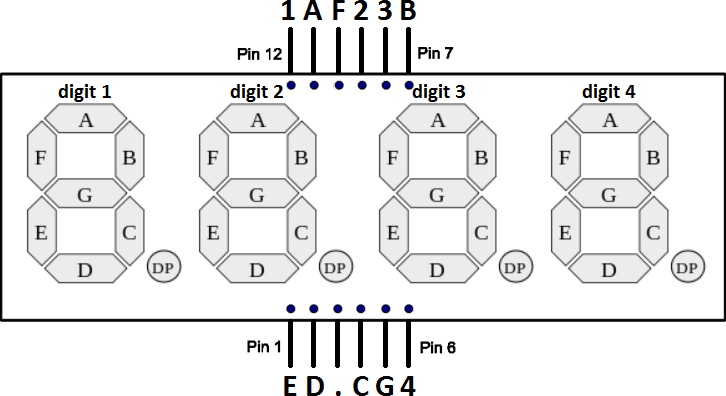 1 A F 2 3 B
Pin 12 Pin 7
digit 1 digit 2 digit 3 digit 4
A A A A
F B F B F B F B
G G G G
E C E C E C E C
D DP D DP D DP D DP
Pin 1 Pin 6
E D . C G 4